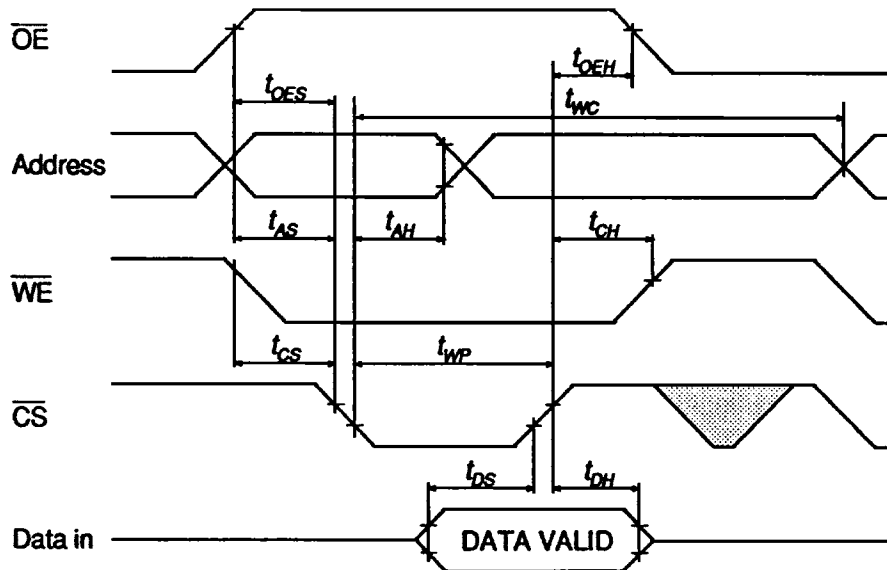 OE
tOES
tOEH
tWC
Address
tAS
tAH
tCH
WE
tCS
tWP
CS
tDS
tDH
Data in
DATA VALID